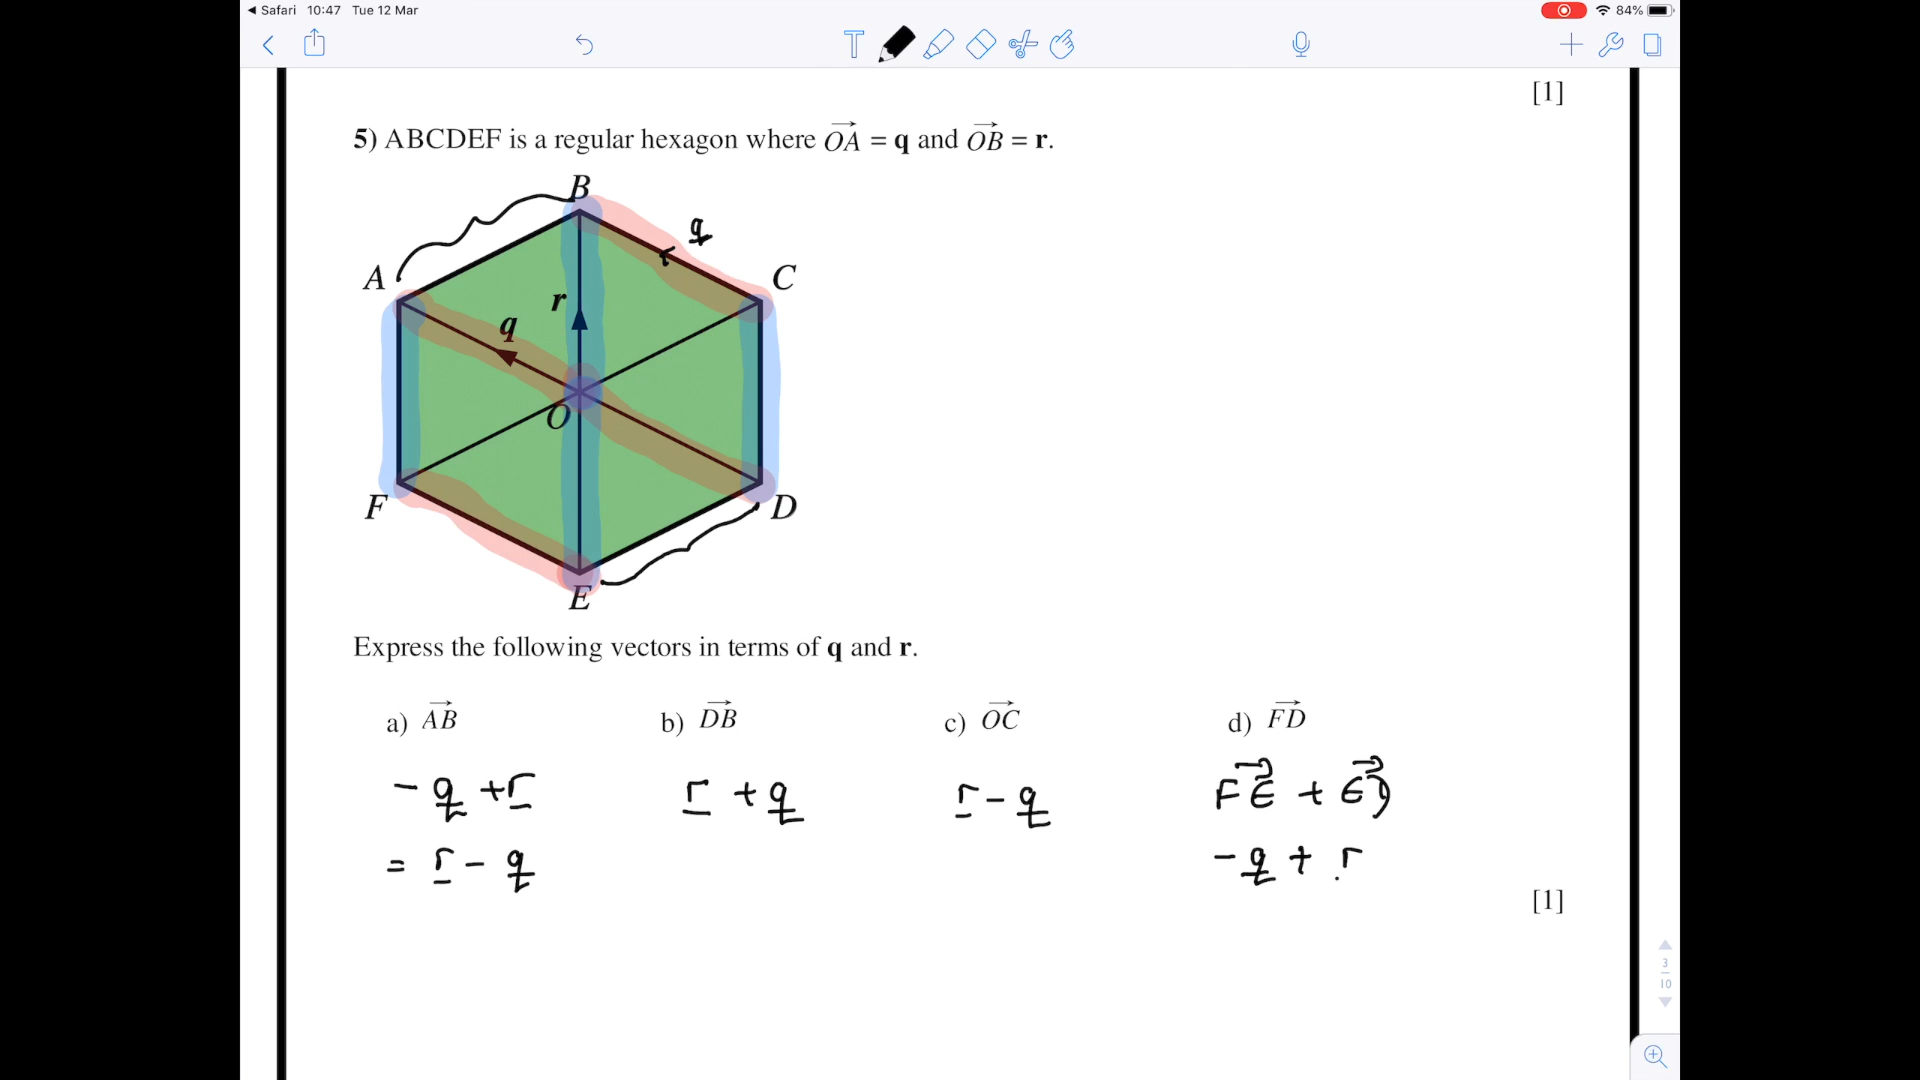 Safari 10:47 Tue 12 Mar 84%
T
[1]
5) ABCDEF is a regular hexagon where OA = q and OB = r.
B
q
A
C
r
q
O
F
D
E
Express the following vectors in terms of q and r.
a) AB b) DB c) OC d) FD
- q + r r + q r - q FE + ED
= r - q - q + r
[1]
3
10